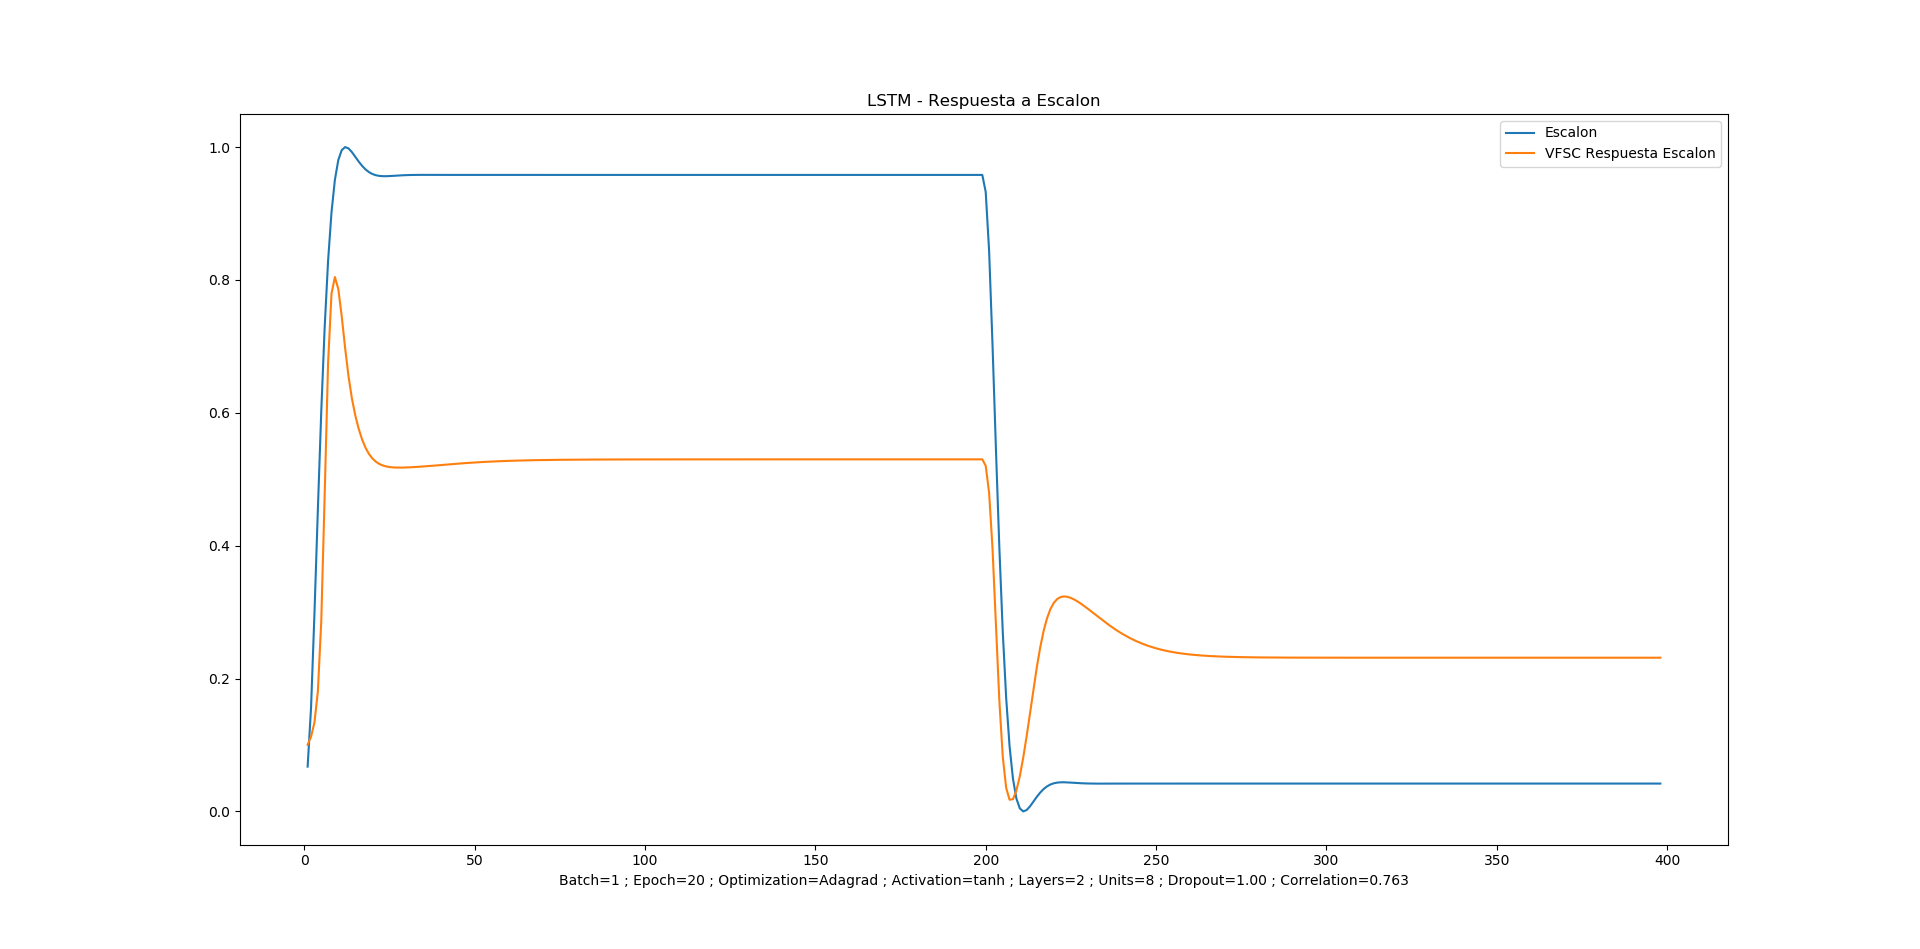 LSTM - Respuesta a Escalon
Escalon
VFSC Respuesta Escalon
1.0
0.8
0.6
0.4
0.2
0.0
0 50 100 150 200 250 300 350 400
Batch=1 ; Epoch=20 ; Optimization=Adagrad ; Activation=tanh ; Layers=2 ; Units=8 ; Dropout=1.00 ; Correlation=0.763